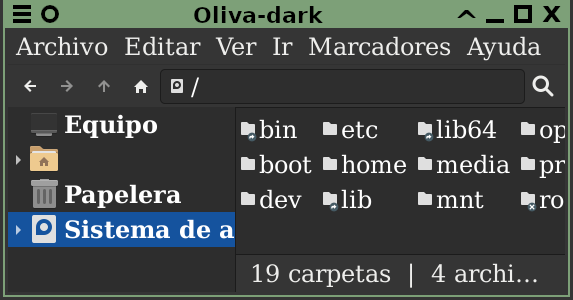 Oliva-dark
Archivo Editar Ver Ir Marcadores Ayuda
/
Equipo
Papelera
Sistema de a
bin etc lib64 op
boot home media pr
dev lib mnt ro
19 carpetas | 4 archi...